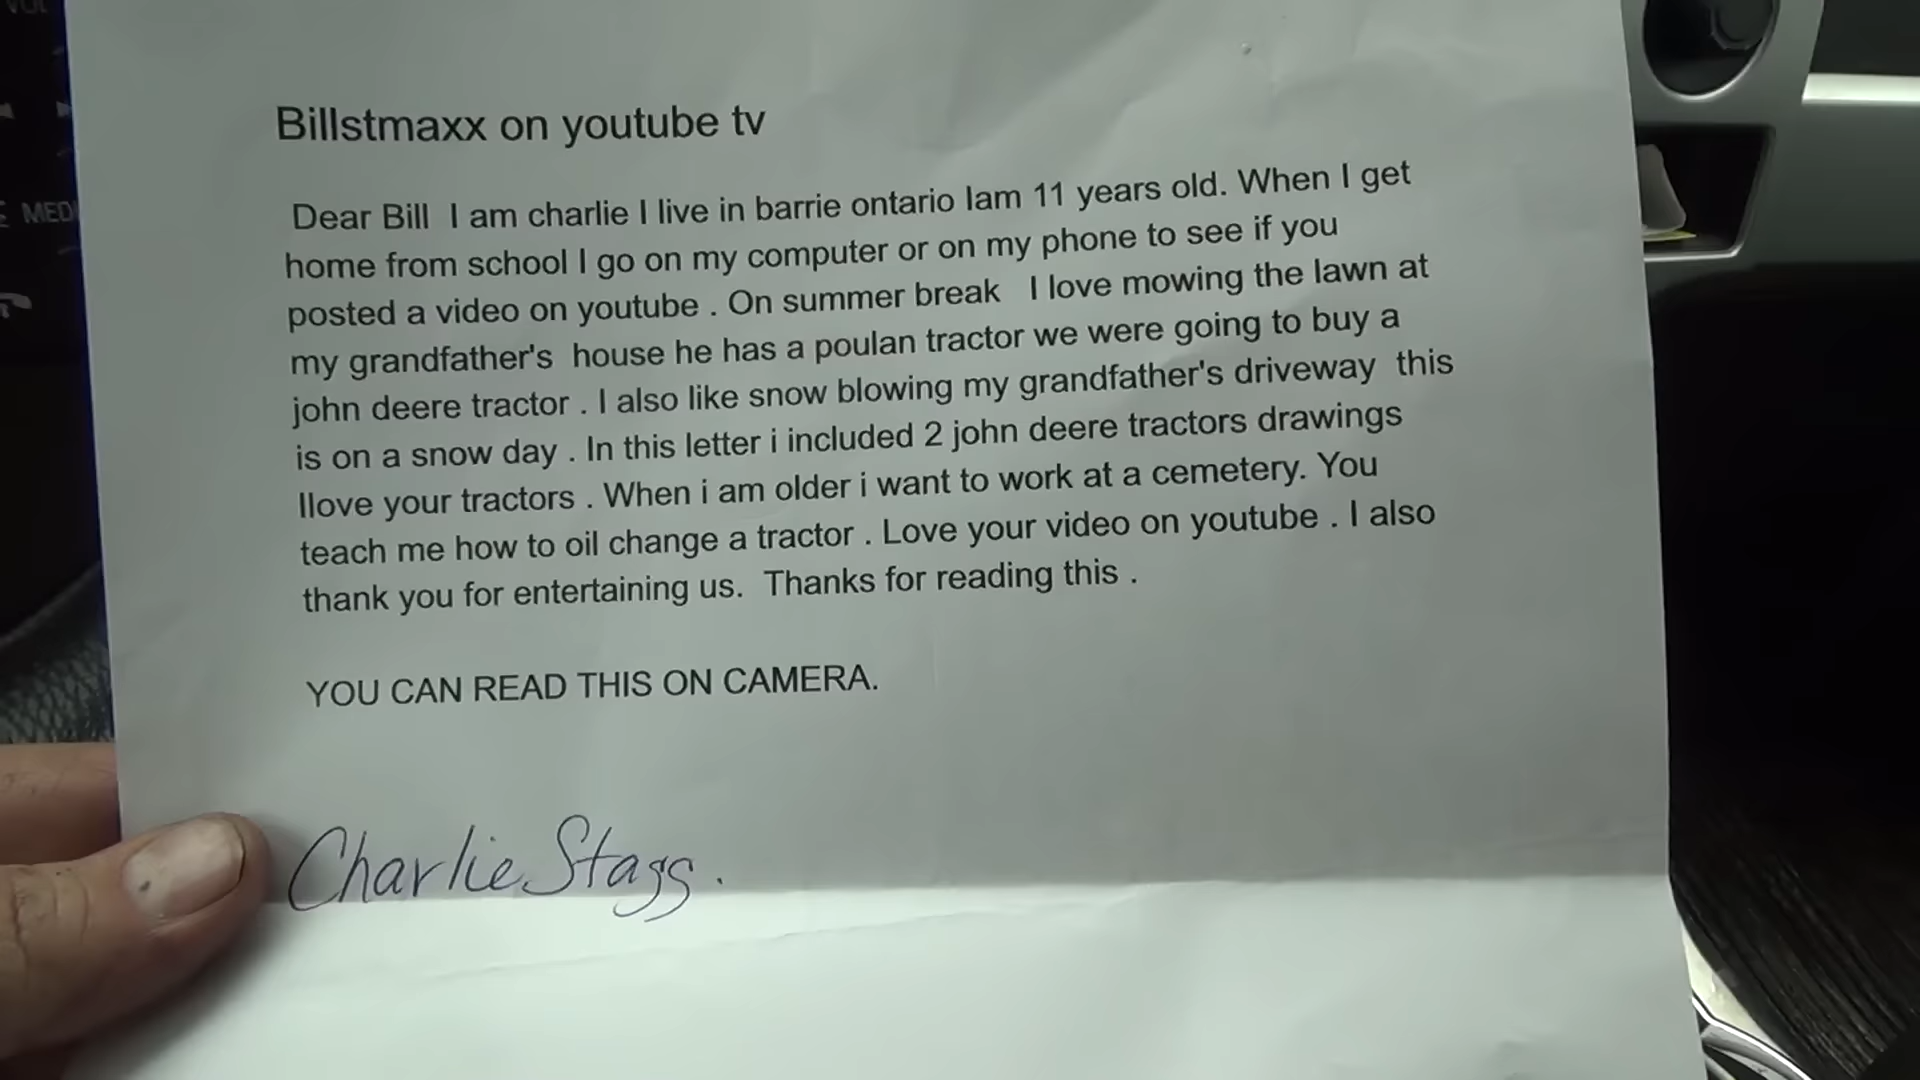 Billstmaxx on youtube tv
Dear Bill I am charlie I live in barrie ontario Iam 11 years old. When I get
home from school I go on my computer or on my phone to see if you
posted a video on youtube . On summer break I love mowing the lawn at
my grandfather's house he has a poulan tractor we were going to buy a
john deere tractor . I also like snow blowing my grandfather's driveway this
is on a snow day . In this letter i included 2 john deere tractors drawings
Ilove your tractors . When i am older i want to work at a cemetery. You
teach me how to oil change a tractor . Love your video on youtube . I also
thank you for entertaining us. Thanks for reading this .
YOU CAN READ THIS ON CAMERA.
Charlie Stagg.